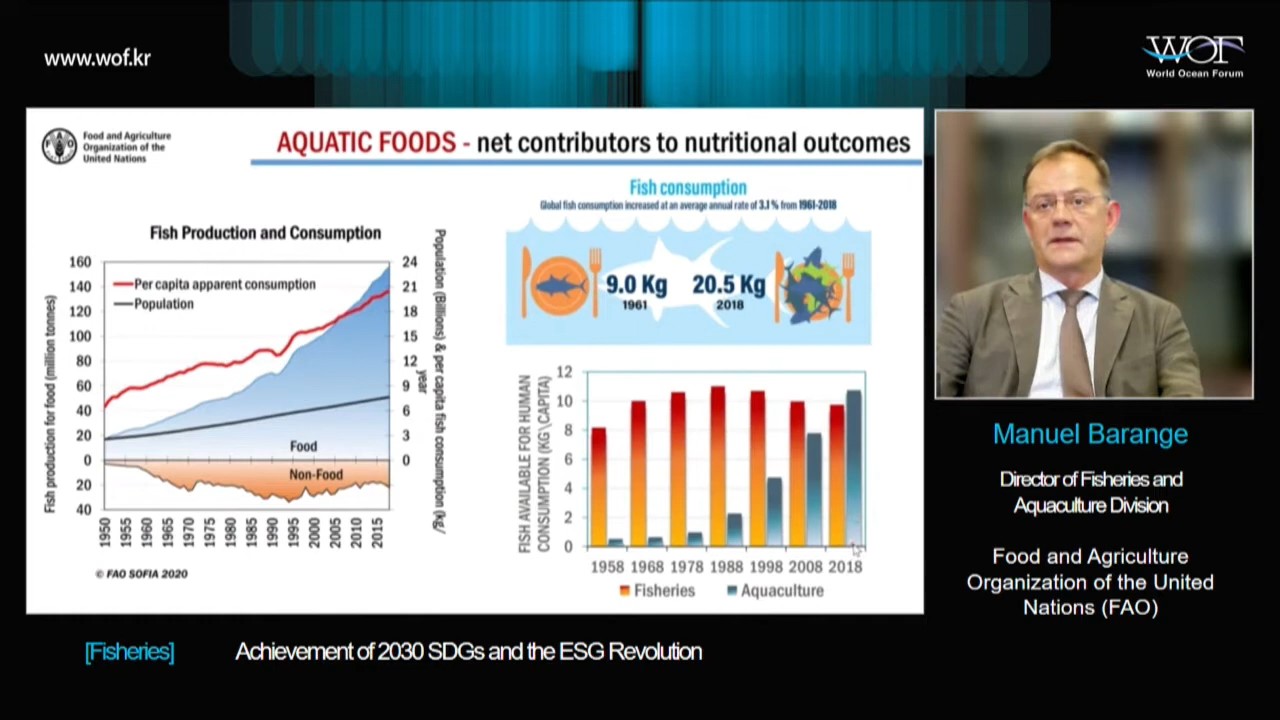 www.wof.kr
WOF
World Ocean Forum
FAO
Food and Agriculture
Organization of the
United Nations
AQUATIC FOODS - net contributors to nutritional outcomes
Fish Production and Consumption
160
140
120
100
80
60
40
20
0
20
40
24
21
18
15
12
9
6
3
0
Fish production for food (million tonnes)
Population (Billions) & per capita fish consumption (kg/
year
Per capita apparent consumption
Population
Food
Non-Food
1950
1955
1960
1965
1970
1975
1980
1985
1990
1995
2000
2005
2010
2015
© FAO SOFIA 2020
Fish consumption
Global fish consumption increased at an average annual rate of 3.1 % from 1961-2018
9.0 Kg
1961
20.5 Kg
2018
FISH AVAILABLE FOR HUMAN
CONSUMPTION (KG\CAPITA)
12
10
8
6
4
2
0
1958 1968 1978 1988 1998 2008 2018
Fisheries Aquaculture
Manuel Barange
Director of Fisheries and
Aquaculture Division
Food and Agriculture
Organization of the United
Nations (FAO)
[Fisheries] Achievement of 2030 SDGs and the ESG Revolution